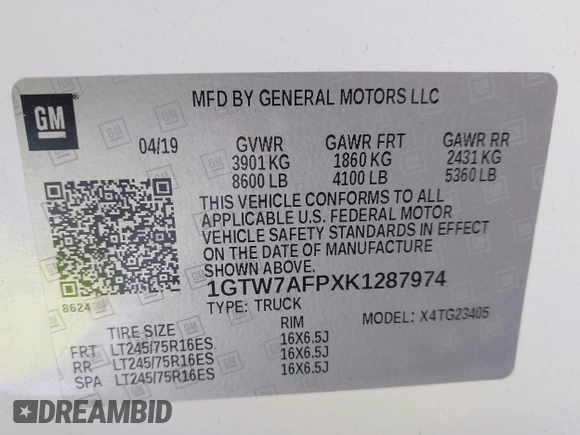 GM
MFD BY GENERAL MOTORS LLC
04/19 GVWR GAWR FRT GAWR RR
3901 KG 1860 KG 2431 KG
8600 LB 4100 LB 5360 LB
THIS VEHICLE CONFORMS TO ALL
APPLICABLE U.S. FEDERAL MOTOR
VEHICLE SAFETY STANDARDS IN EFFECT
ON THE DATE OF MANUFACTURE
SHOWN ABOVE.
8624
1GTW7AFPXK1287974
TYPE: TRUCK
MODEL: X4TG23405
TIRE SIZE RIM
FRT LT245/75R16ES 16X6.5J
RR LT245/75R16ES 16X6.5J
SPA LT245/75R16ES 16X6.5J
DREAMBID